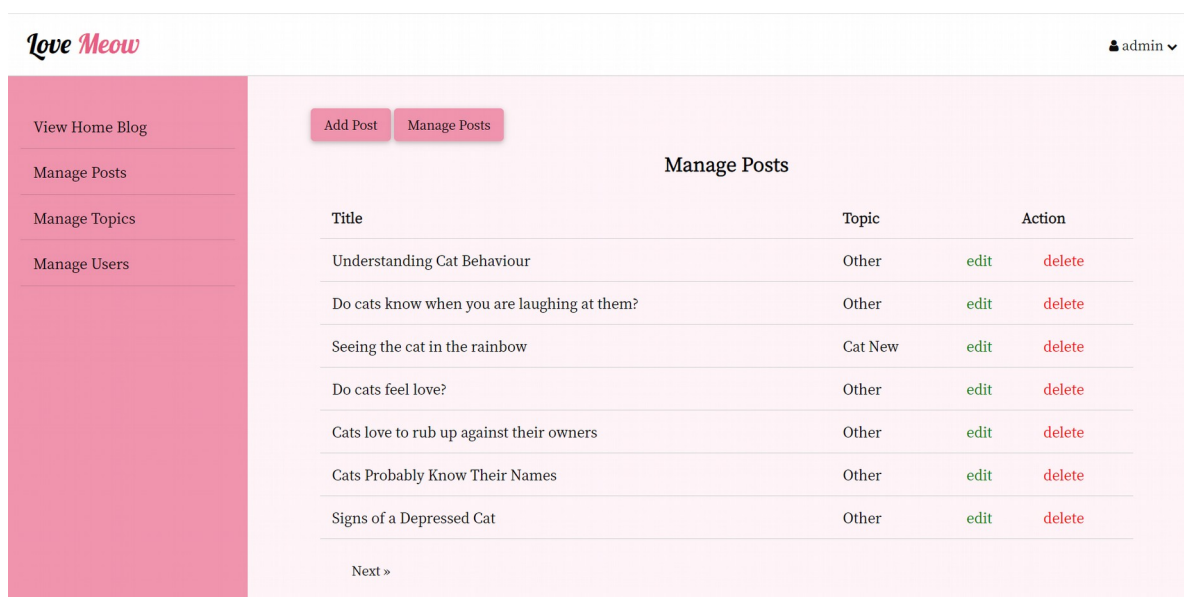 Love Meow
admin
View Home Blog
Manage Posts
Manage Topics
Manage Users
Add Post Manage Posts
Manage Posts
Title Topic Action
Understanding Cat Behaviour Other edit delete
Do cats know when you are laughing at them? Other edit delete
Seeing the cat in the rainbow Cat New edit delete
Do cats feel love? Other edit delete
Cats love to rub up against their owners Other edit delete
Cats Probably Know Their Names Other edit delete
Signs of a Depressed Cat Other edit delete
Next »